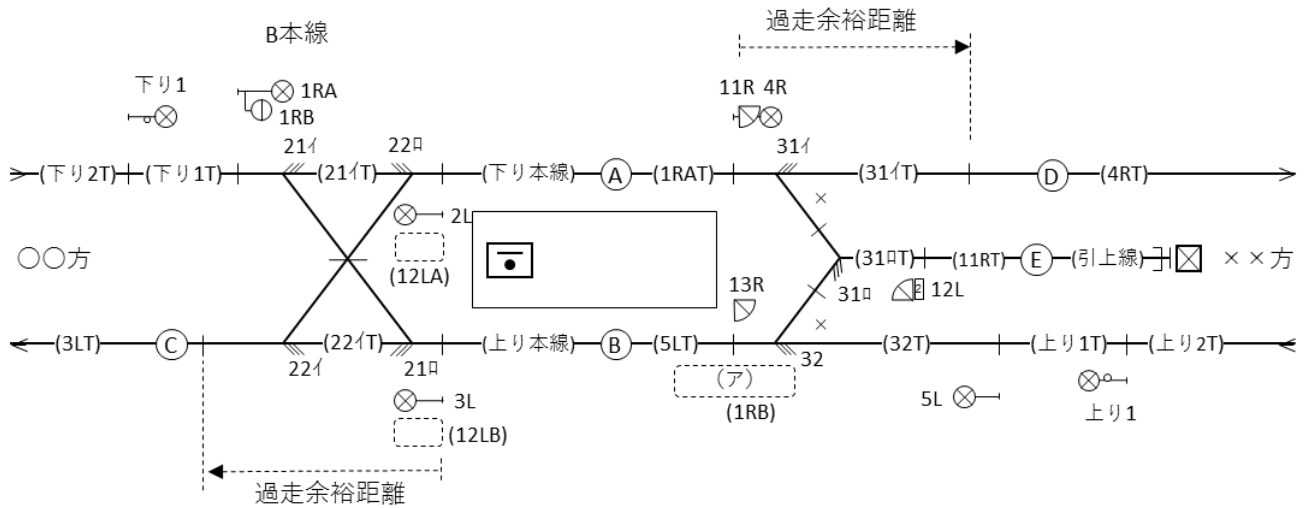 過走余裕距離
B本線
下り1
1RA
1RB
11R 4R
21イ
22ロ
31イ
(下り2T)
(下り1T)
(21イT)
(下り本線)
A
(1RAT)
(31イT)
D
(4RT)
2L
(12LA)
○○方
(31ロT)
(11RT)
E
(引上線)
××方
31ロ
2
12L
13R
(3LT)
C
(22イT)
(上り本線)
B
(5LT)
(32T)
(上り1T)
(上り2T)
22イ
21ロ
32
(ア)
(1RB)
3L
(12LB)
5L
上り1
過走余裕距離